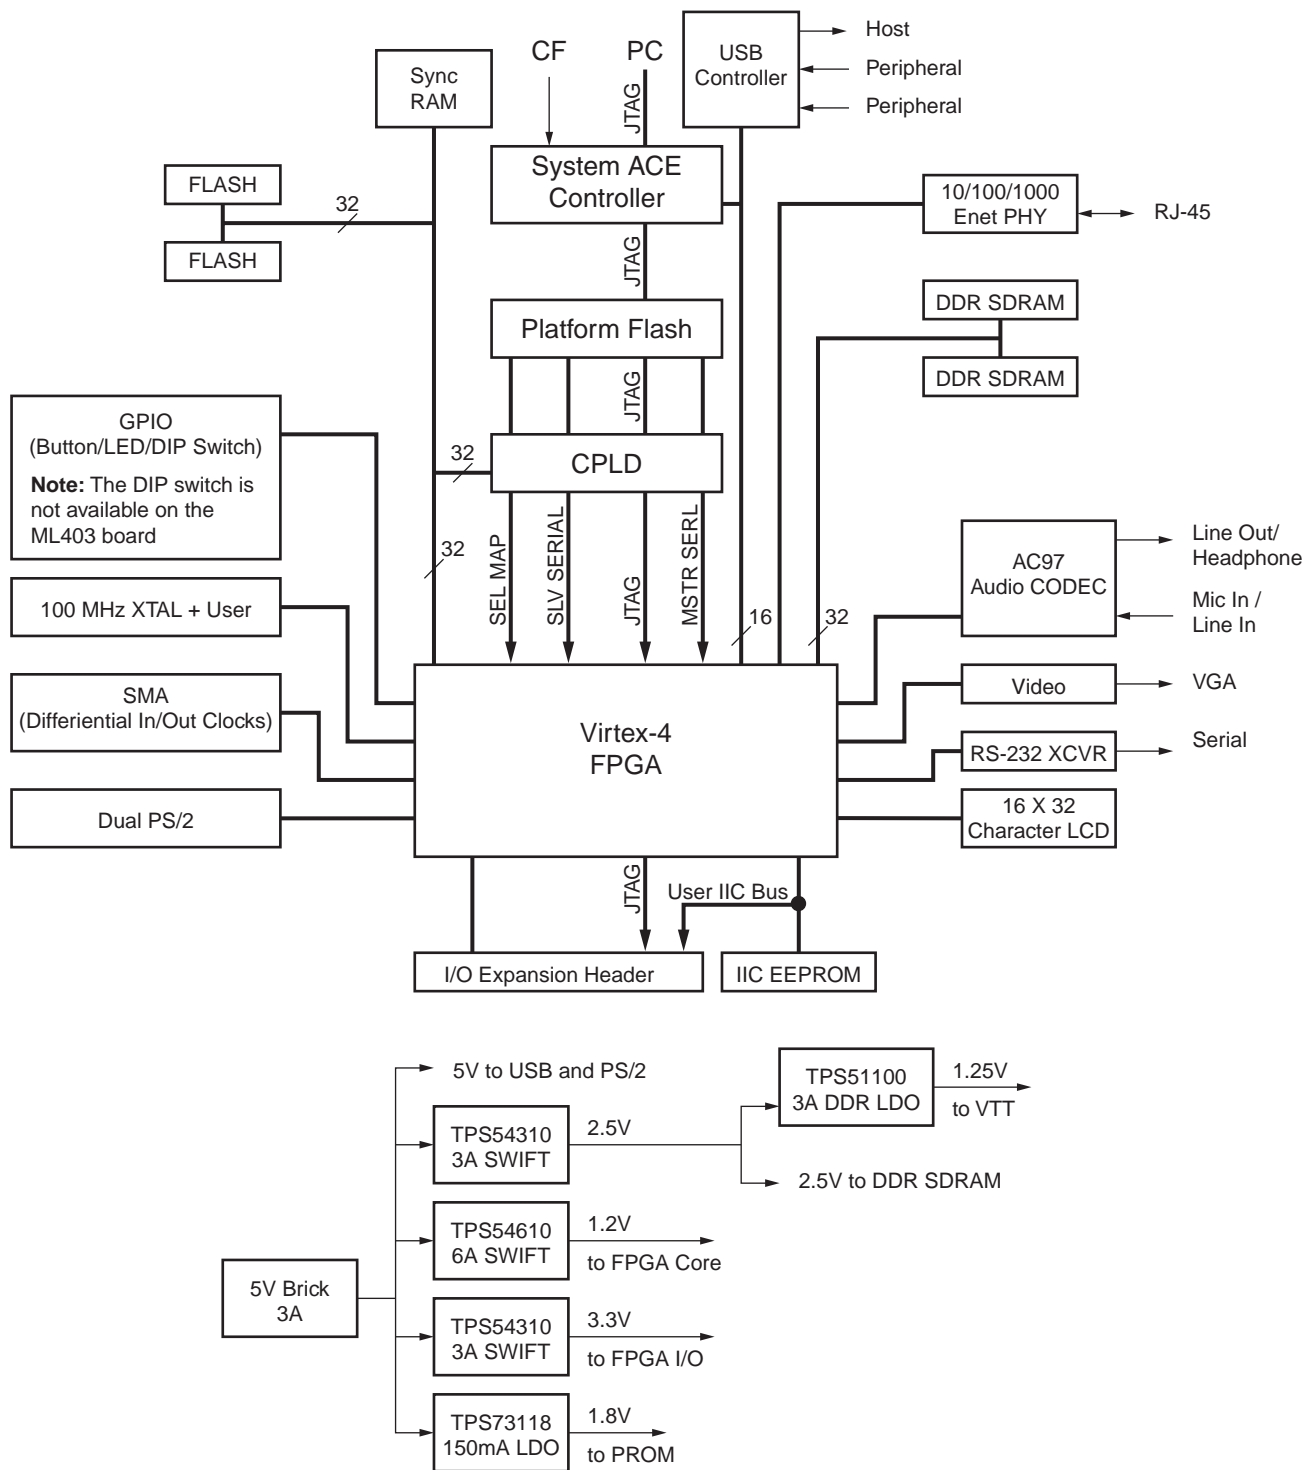 Sync
RAM
CF
PC
JTAG
USB
Controller
Host
Peripheral
Peripheral
System ACE
Controller
FLASH
FLASH
32
10/100/1000
Enet PHY
RJ-45
JTAG
Platform Flash
DDR SDRAM
DDR SDRAM
JTAG
GPIO
(Button/LED/DIP Switch)
Note: The DIP switch is
not available on the
ML403 board
32
CPLD
32
SEL MAP
SLV SERIAL
JTAG
MSTR SERL
16
32
AC97
Audio CODEC
Line Out/
Headphone
Mic In /
Line In
100 MHz XTAL + User
SMA
(Differiential In/Out Clocks)
Dual PS/2
Virtex-4
FPGA
Video
VGA
RS-232 XCVR
Serial
16 X 32
Character LCD
JTAG
User IIC Bus
I/O Expansion Header
IIC EEPROM
5V to USB and PS/2
TPS51100
3A DDR LDO
1.25V
to VTT
TPS54310
3A SWIFT
2.5V
2.5V to DDR SDRAM
TPS54610
6A SWIFT
1.2V
to FPGA Core
5V Brick
3A
TPS54310
3A SWIFT
3.3V
to FPGA I/O
TPS73118
150mA LDO
1.8V
to PROM